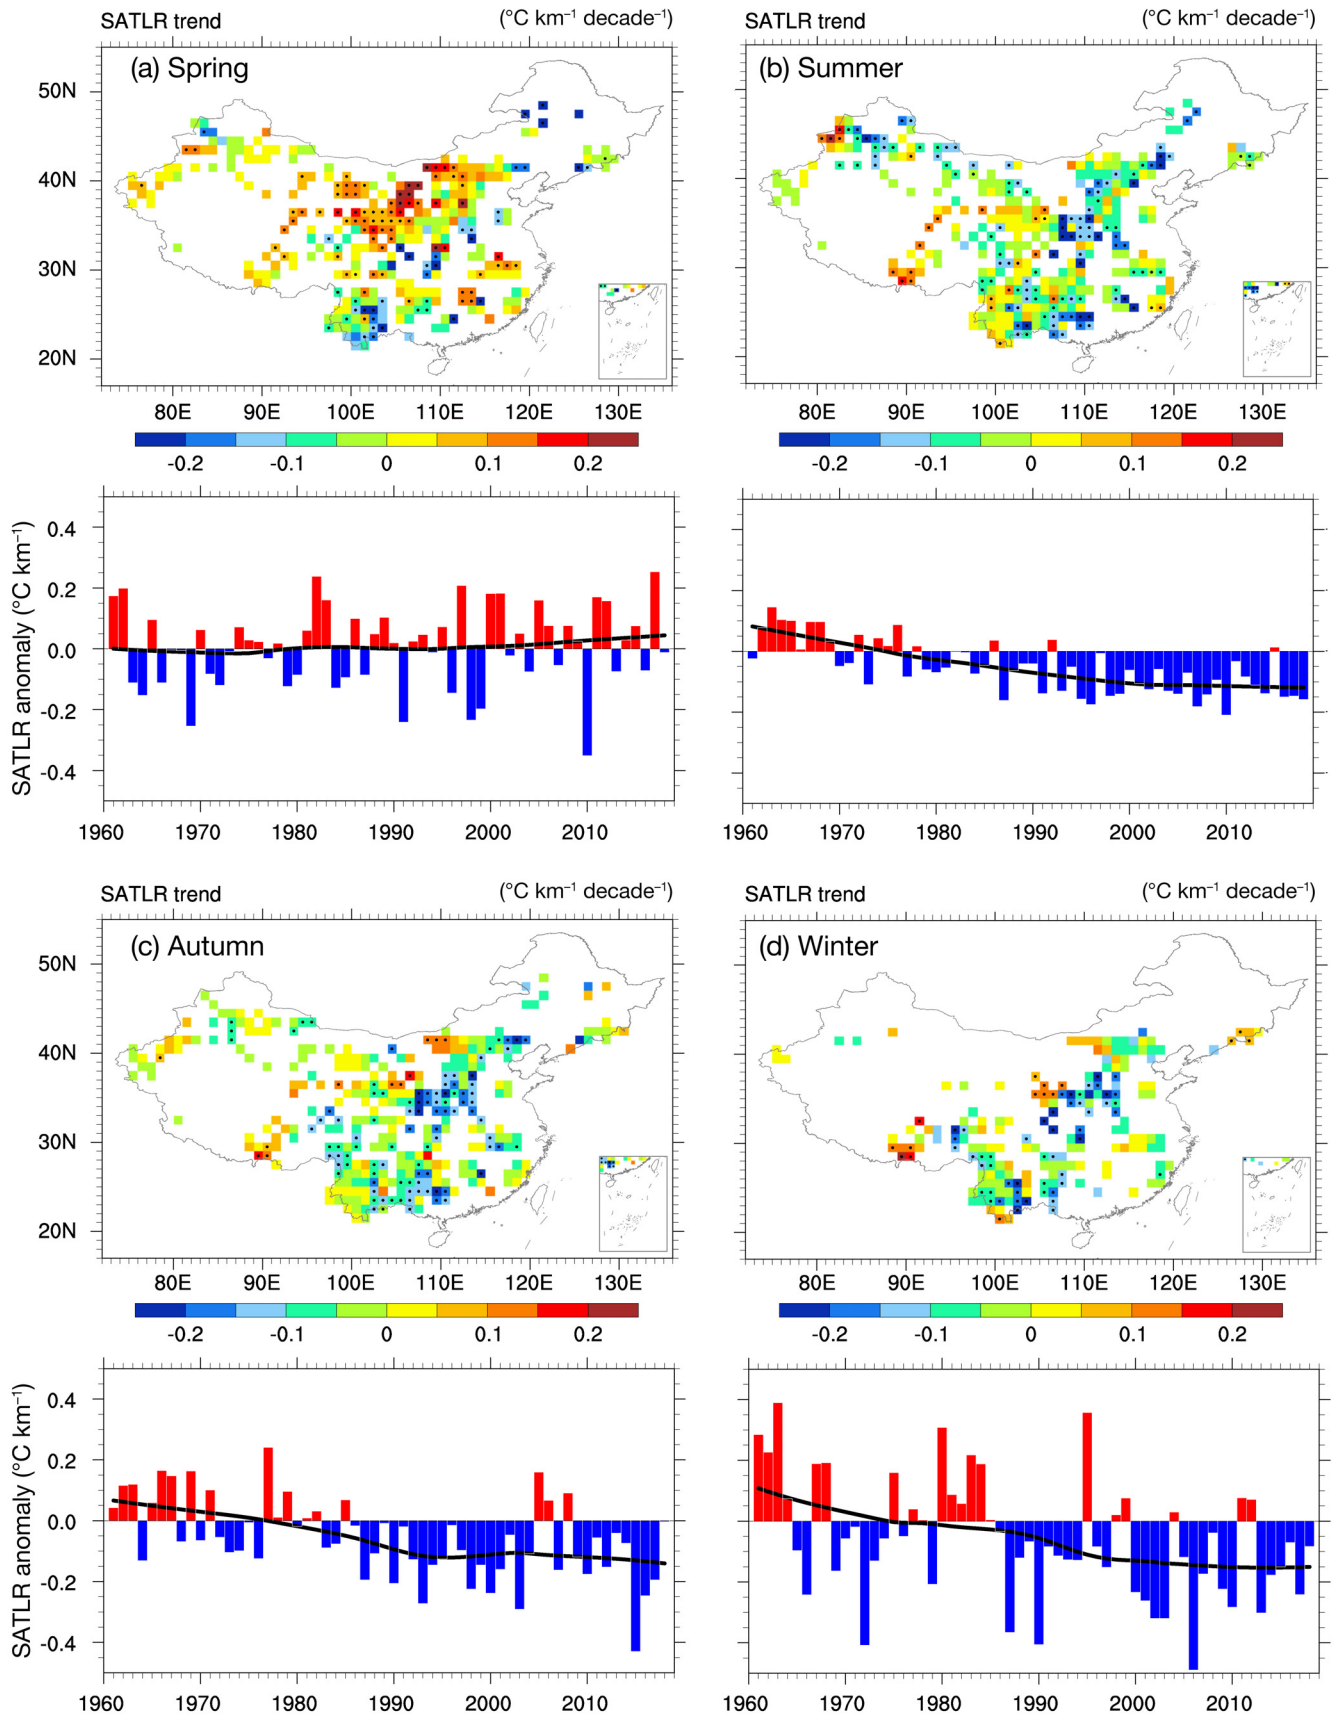 SATLR trend (°C km⁻¹ decade⁻¹)
(a) Spring
50N
40N
30N
20N
80E 90E 100E 110E 120E 130E
-0.2 -0.1 0 0.1 0.2
SATLR anomaly (°C km⁻¹)
0.4
0.2
0.0
-0.2
-0.4
1960 1970 1980 1990 2000 2010
SATLR trend (°C km⁻¹ decade⁻¹)
(b) Summer
80E 90E 100E 110E 120E 130E
-0.2 -0.1 0 0.1 0.2
1960 1970 1980 1990 2000 2010
SATLR trend (°C km⁻¹ decade⁻¹)
(c) Autumn
50N
40N
30N
20N
80E 90E 100E 110E 120E 130E
-0.2 -0.1 0 0.1 0.2
SATLR anomaly (°C km⁻¹)
0.4
0.2
0.0
-0.2
-0.4
1960 1970 1980 1990 2000 2010
SATLR trend (°C km⁻¹ decade⁻¹)
(d) Winter
80E 90E 100E 110E 120E 130E
-0.2 -0.1 0 0.1 0.2
1960 1970 1980 1990 2000 2010